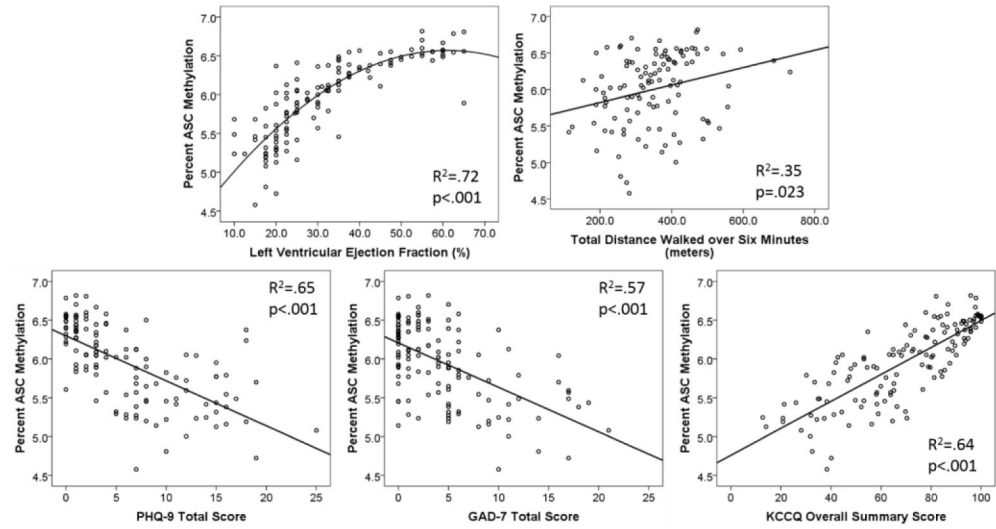 Percent ASC Methylation
7.0
6.5
6.0
5.5
5.0
4.5
R²=.72
p<.001
10.0 20.0 30.0 40.0 50.0 60.0 70.0
Left Ventricular Ejection Fraction (%)
Percent ASC Methylation
7.0
6.5
6.0
5.5
5.0
4.5
R²=.35
p=.023
200.0 400.0 600.0 800.0
Total Distance Walked over Six Minutes
(meters)
Percent ASC Methylation
7.0
6.5
6.0
5.5
5.0
4.5
R²=.65
p<.001
0 5 10 15 20 25
PHQ-9 Total Score
Percent ASC Methylation
7.0
6.5
6.0
5.5
5.0
4.5
R²=.57
p<.001
0 5 10 15 20 25
GAD-7 Total Score
Percent ASC Methylation
7.0
6.5
6.0
5.5
5.0
4.5
R²=.64
p<.001
0 20 40 60 80 100
KCCQ Overall Summary Score